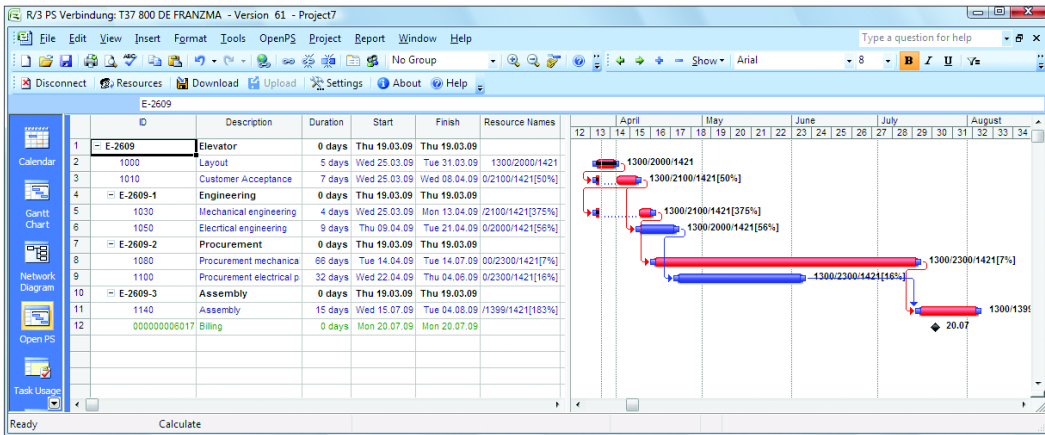 R/3 PS Verbindung: T37 800 DE FRANZMA - Version 61 - Project7
File Edit View Insert Format Tools OpenPS Project Report Window Help Type a question for help
No Group Show Arial 8 B I U
Disconnect Resources Download Upload Settings About Help
E-2609
ID Description Duration Start Finish Resource Names
April May June July August
12 13 14 15 16 17 18 19 20 21 22 23 24 25 26 27 28 29 30 31 32 33 34
1 E-2609 Elevator 0 days Thu 19.03.09 Thu 19.03.09
2 1000 Layout 5 days Wed 25.03.09 Tue 31.03.09 1300/2000/1421 1300/2000/1421
3 1010 Customer Acceptance 7 days Wed 25.03.09 Wed 08.04.09 0/2100/1421[50%] 1300/2100/1421[50%]
4 E-2609-1 Engineering 0 days Thu 19.03.09 Thu 19.03.09
5 1030 Mechanical engineering 4 days Wed 25.03.09 Mon 13.04.09 /2100/1421[375%] 1300/2100/1421[375%]
6 1050 Elecrtical engineering 9 days Thu 09.04.09 Tue 21.04.09 0/2000/1421[56%] 1300/2000/1421[56%]
7 E-2609-2 Procurement 0 days Thu 19.03.09 Thu 19.03.09
8 1080 Procurement mechanica 66 days Tue 14.04.09 Tue 14.07.09 00/2300/1421[7%] 1300/2300/1421[7%]
9 1100 Procurement electrical p 32 days Wed 22.04.09 Thu 04.06.09 0/2300/1421[16%] 1300/2300/1421[16%]
10 E-2609-3 Assembly 0 days Thu 19.03.09 Thu 19.03.09
11 1140 Assembly 15 days Wed 15.07.09 Tue 04.08.09 /1399/1421[183%] 1300/1399
12 000000006017 Billing 0 days Mon 20.07.09 Mon 20.07.09 20.07
Calendar
Gantt
Chart
Network
Diagram
Open PS
Task Usage
Ready Calculate